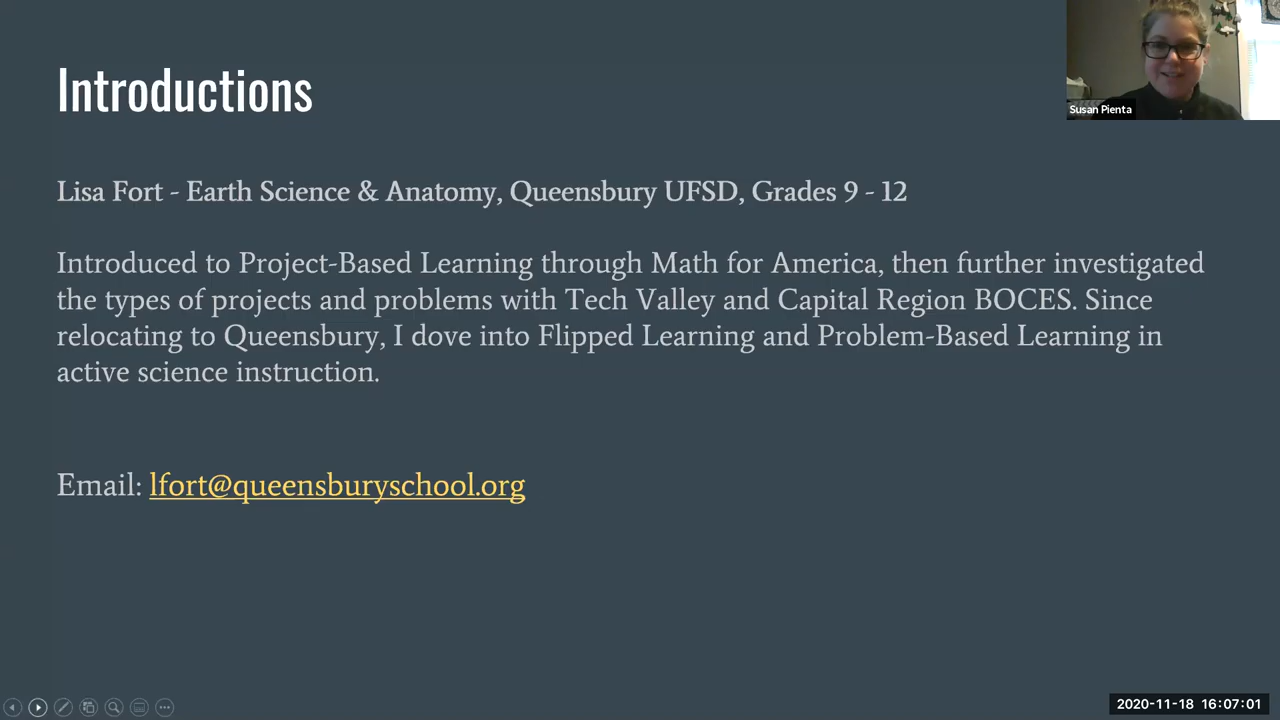 Introductions
Susan Pienta
Lisa Fort - Earth Science & Anatomy, Queensbury UFSD, Grades 9 - 12
Introduced to Project-Based Learning through Math for America, then further investigated
the types of projects and problems with Tech Valley and Capital Region BOCES. Since
relocating to Queensbury, I dove into Flipped Learning and Problem-Based Learning in
active science instruction.
Email: lfort@queensburyschool.org
2020-11-18 16:07:01